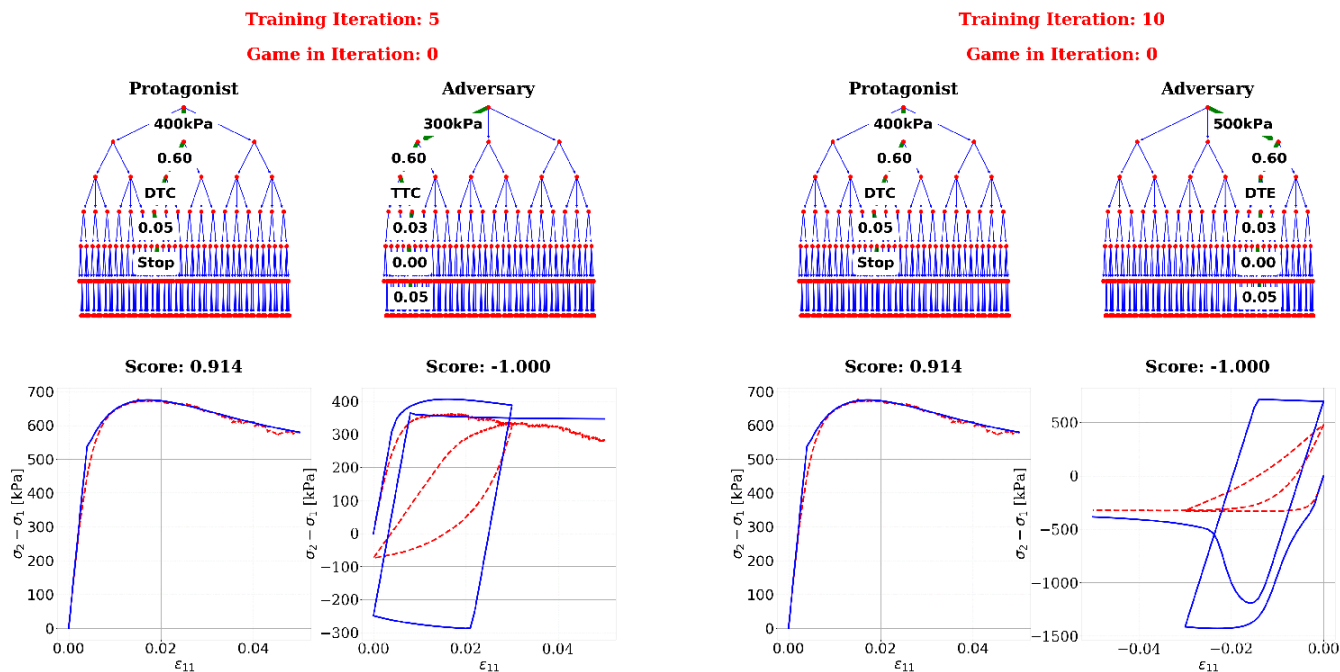 Training Iteration: 5
Game in Iteration: 0
Protagonist
Adversary
400kPa
300kPa
0.60
0.60
DTC
TTC
0.05
0.03
Stop
0.00
0.05
Score: 0.914
Score: -1.000
700
600
500
400
300
200
100
0
σ2 − σ1 [kPa]
0.00
0.02
0.04
ε11
400
300
200
100
0
−100
−200
−300
σ2 − σ1 [kPa]
0.00
0.02
0.04
ε11
Training Iteration: 10
Game in Iteration: 0
Protagonist
Adversary
400kPa
500kPa
0.60
0.60
DTC
DTE
0.05
0.03
Stop
0.00
0.05
Score: 0.914
Score: -1.000
700
600
500
400
300
200
100
0
σ2 − σ1 [kPa]
0.00
0.02
0.04
ε11
500
0
−500
−1000
−1500
σ2 − σ1 [kPa]
−0.04
−0.02
0.00
ε11